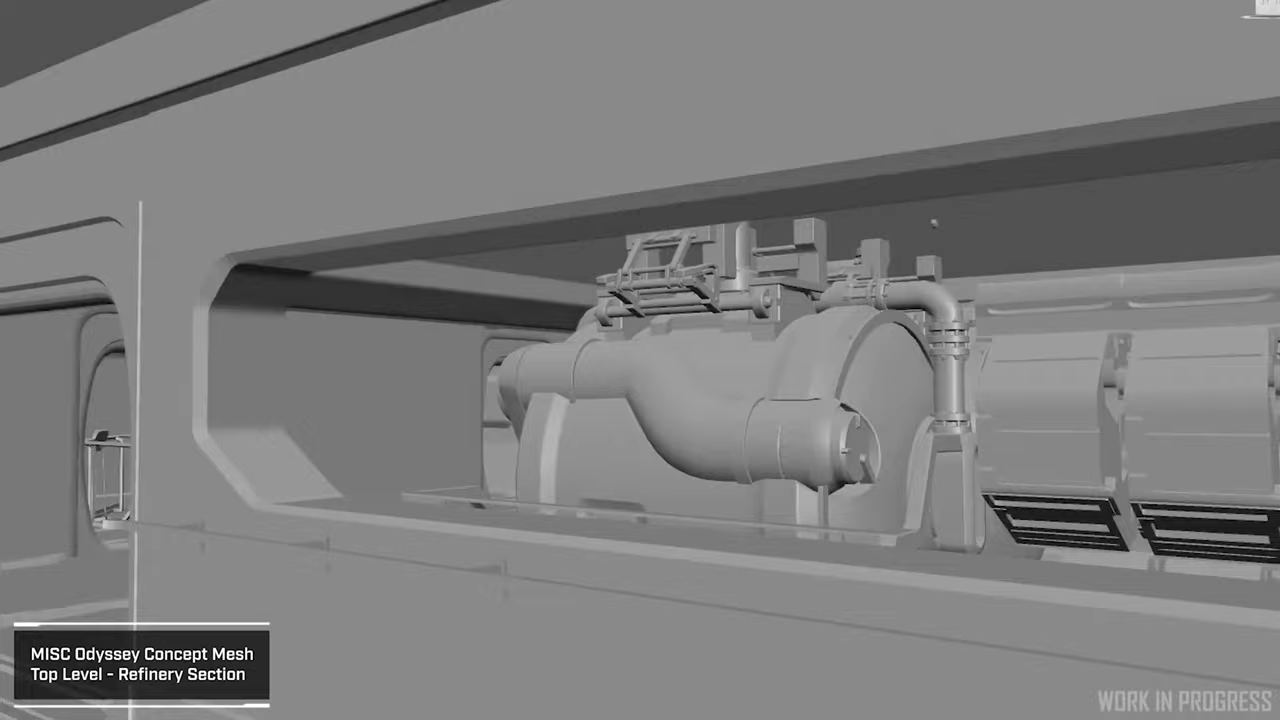 MISC Odyssey Concept Mesh
Top Level - Refinery Section
WORK IN PROGRESS